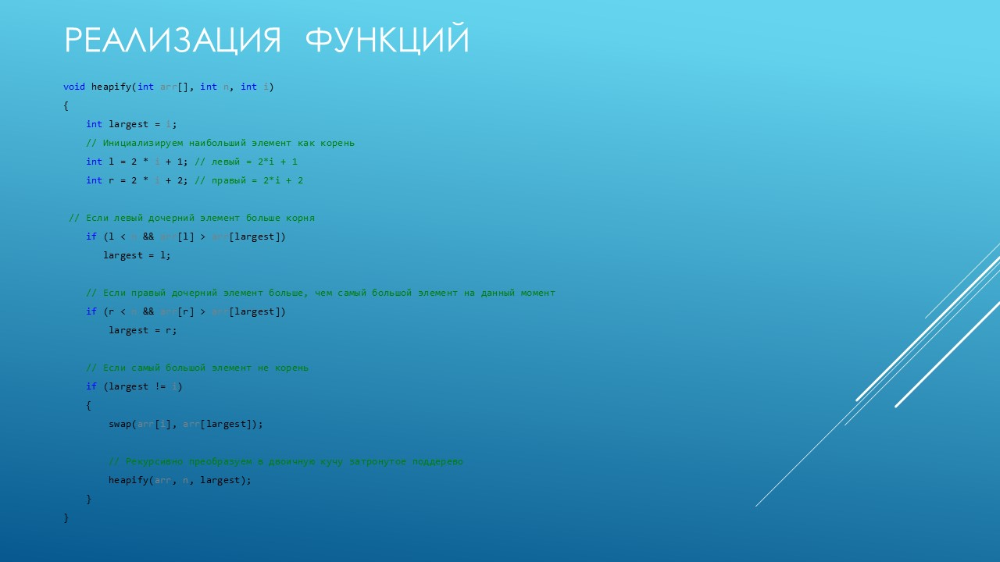 РЕАЛИЗАЦИЯ ФУНКЦИЙ
void heapify(int arr[], int n, int i)
{
int largest = i;
// Инициализируем наибольший элемент как корень
int l = 2 * i + 1; // левый = 2*i + 1
int r = 2 * i + 2; // правый = 2*i + 2
// Если левый дочерний элемент больше корня
if (l < n && arr[l] > arr[largest])
largest = l;
// Если правый дочерний элемент больше, чем самый большой элемент на данный момент
if (r < n && arr[r] > arr[largest])
largest = r;
// Если самый большой элемент не корень
if (largest != i)
{
swap(arr[i], arr[largest]);
// Рекурсивно преобразуем в двоичную кучу затронутое поддерево
heapify(arr, n, largest);
}
}